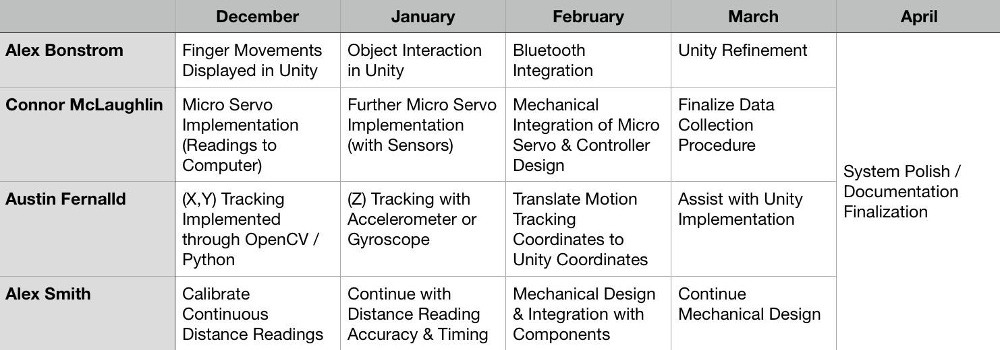 December January February March April
Alex Bonstrom
Finger Movements
Displayed in Unity
Object Interaction
in Unity
Bluetooth
Integration
Unity Refinement
Connor McLaughlin
Micro Servo
Implementation
(Readings to
Computer)
Further Micro Servo
Implementation
(with Sensors)
Mechanical
Integration of Micro
Servo & Controller
Design
Finalize Data
Collection
Procedure
Austin Fernalld
(X,Y) Tracking
Implemented
through OpenCV /
Python
(Z) Tracking with
Accelerometer or
Gyroscope
Translate Motion
Tracking
Coordinates to
Unity Coordinates
Assist with Unity
Implementation
Alex Smith
Calibrate
Continuous
Distance Readings
Continue with
Distance Reading
Accuracy & Timing
Mechanical Design
& Integration with
Components
Continue
Mechanical Design
System Polish /
Documentation
Finalization